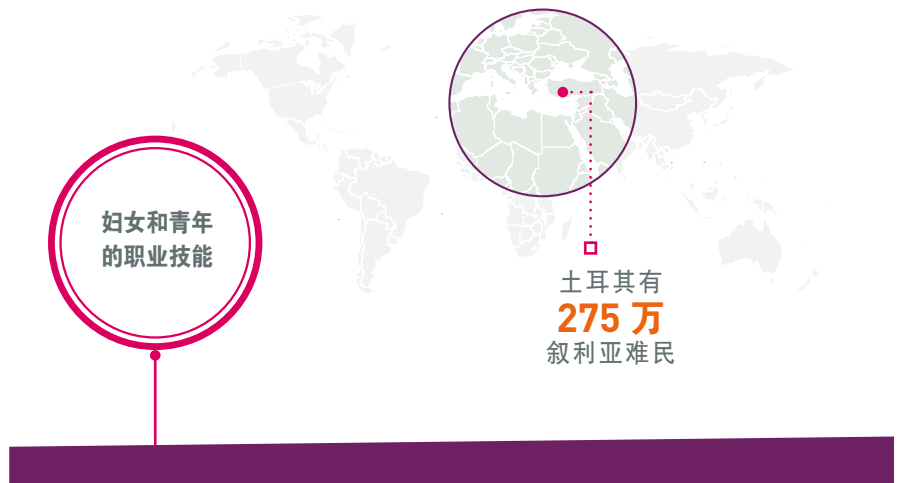 妇女和青年
的职业技能
土耳其有
275 万
叙利亚难民